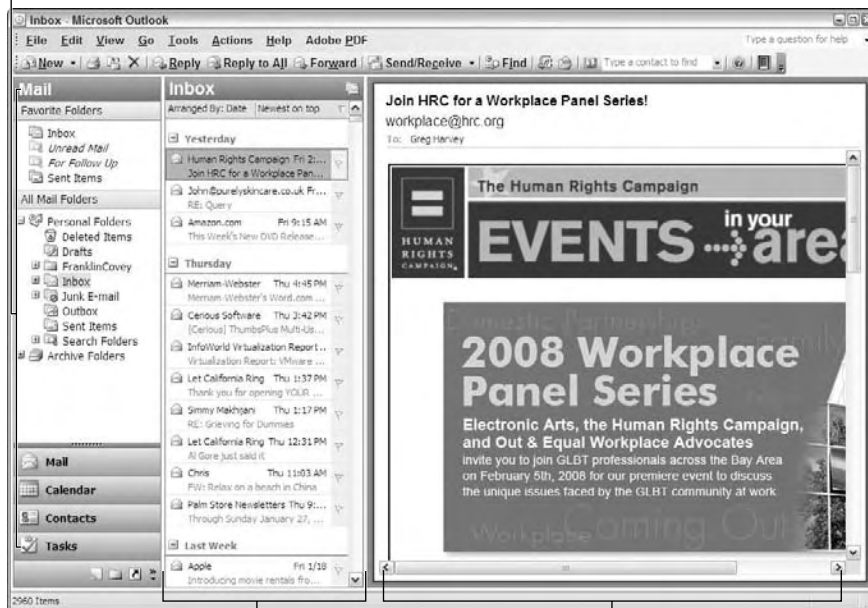 Inbox - Microsoft Outlook
File Edit View Go Tools Actions Help Adobe PDF
Type a question for help
New Reply Reply to All Forward Send/Receive Find Type a contact to find
Mail
Favorite Folders
Inbox
Unread Mail
For Follow Up
Sent Items
All Mail Folders
Personal Folders
Deleted Items
Drafts
FranklinCovey
Inbox
Junk E-mail
Outbox
Sent Items
Search Folders
Archive Folders
Mail
Calendar
Contacts
Tasks
2960 Items
Inbox
Arranged By: Date Newest on top
Yesterday
Human Rights Campaign Fri 2:...
Join HRC for a Workplace Pan...
John@purelyskincare.co.uk Fr...
RE: Query
Amazon.com Fri 9:15 AM
This Week's New DVD Release...
Thursday
Merriam-Webster Thu 4:45 PM
Merriam-Webster's Word.com ...
Cerious Software Thu 3:42 PM
[Cerious] ThumbsPlus Multi-Us...
InfoWorld Virtualization Report...
Virtualization Report: VMware ...
Let California Ring Thu 1:37 PM
Thank you for opening YOUR ...
Simmy Makhijani Thu 1:17 PM
RE: Grieving for Dummies
Let California Ring Thu 12:31 PM
Al Gore just said it
Chris Thu 11:03 AM
FW: Relax on a beach in China
Palm Store Newsletters Thu 9:...
Through Sunday January 27, ...
Last Week
Apple Fri 1/18
Introducing movie rentals fro...
Join HRC for a Workplace Panel Series!
workplace@hrc.org
To: Greg Harvey
HUMAN
RIGHTS
CAMPAIGN
The Human Rights Campaign
EVENTS in your area
Domestic Partnerships
Family
2008 Workplace
Panel Series
Electronic Arts, the Human Rights Campaign,
and Out & Equal Workplace Advocates
invite you to join GLBT professionals across the Bay Area
on February 5th, 2008 for our premiere event to discuss
the unique issues faced by the GLBT community at work
Workplace Coming Out